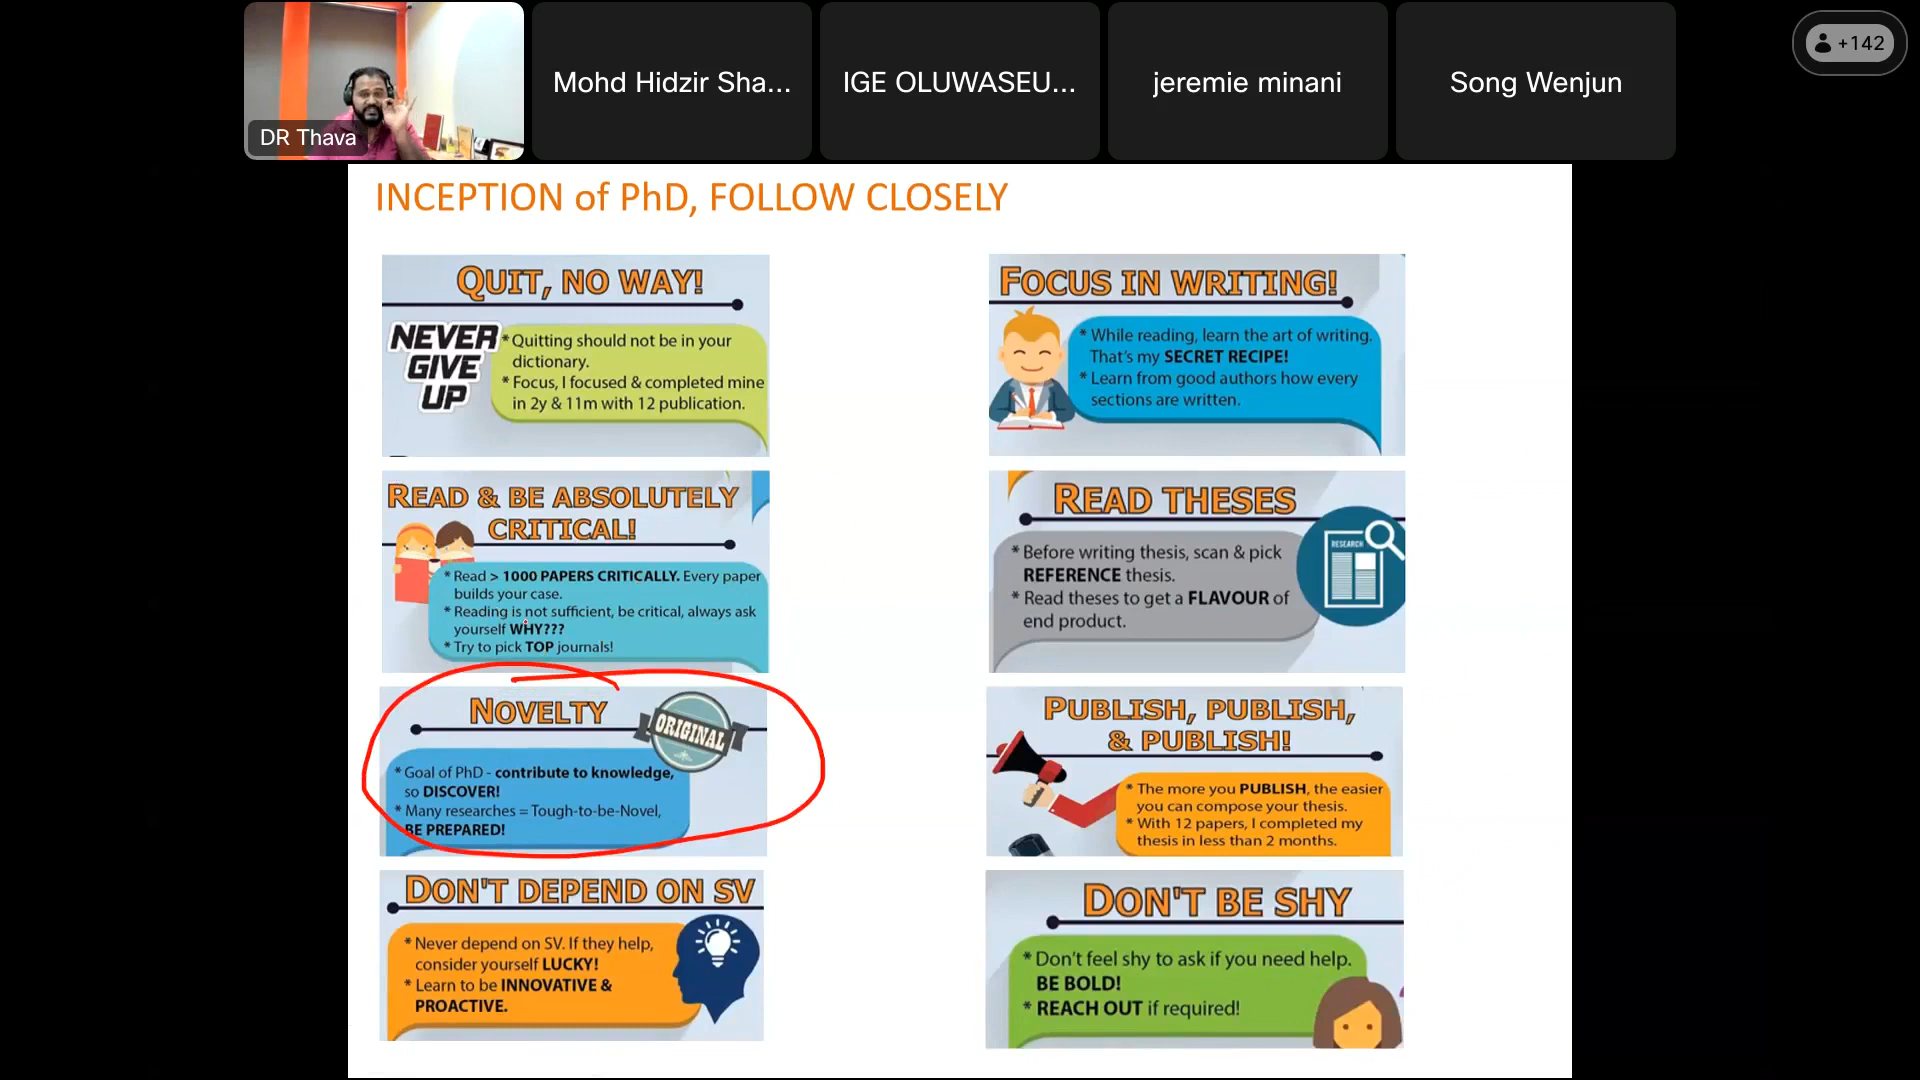 Mohd Hidzir Sha...
IGE OLUWASEU...
jeremie minani
Song Wenjun
+142
DR Thava
INCEPTION of PhD, FOLLOW CLOSELY
QUIT, NO WAY!
NEVER
GIVE
UP
* Quitting should not be in your
dictionary.
* Focus, I focused & completed mine
in 2y & 11m with 12 publication.
FOCUS IN WRITING!
* While reading, learn the art of writing.
That's my SECRET RECIPE!
* Learn from good authors how every
sections are written.
READ & BE ABSOLUTELY
CRITICAL!
* Read > 1000 PAPERS CRITICALLY. Every paper
builds your case.
* Reading is not sufficient, be critical, always ask
yourself WHY???
* Try to pick TOP journals!
READ THESES
* Before writing thesis, scan & pick
REFERENCE thesis.
* Read theses to get a FLAVOUR of
end product.
RESEARCH
NOVELTY
ORIGINAL
* Goal of PhD - contribute to knowledge,
so DISCOVER!
* Many researches = Tough-to-be-Novel,
BE PREPARED!
PUBLISH, PUBLISH,
& PUBLISH!
* The more you PUBLISH, the easier
you can compose your thesis.
* With 12 papers, I completed my
thesis in less than 2 months.
DON'T DEPEND ON SV
* Never depend on SV. If they help,
consider yourself LUCKY!
* Learn to be INNOVATIVE &
PROACTIVE.
DON'T BE SHY
* Don't feel shy to ask if you need help.
BE BOLD!
* REACH OUT if required!